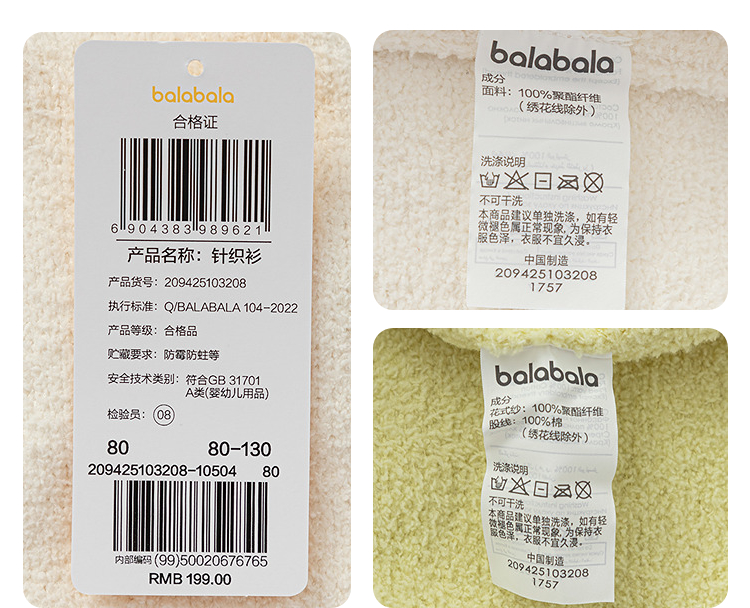 balabala
合格证
6 904383 989621
产品名称：针织衫
产品货号：209425103208
执行标准：Q/BALABALA 104-2022
产品等级：合格品
贮藏要求：防霉防蛀等
安全技术类别：符合GB 31701
A类(婴幼儿用品)
检验员：08
80 80-130
209425103208-10504 80
内部编码 (99)50020676765
RMB 199.00
balabala
成分
面料：100%聚酯纤维
（绣花线除外）
洗涤说明
不可干洗
本商品建议单独洗涤，如有轻
微褪色属正常现象，为保持衣
服色泽，衣服不宜久浸。
中国制造
209425103208
1757
balabala
成分
花式纱：100%聚酯纤维
股线：100%棉
（绣花线除外）
洗涤说明
不可干洗
本商品建议单独洗涤，如有轻
微褪色属正常现象，为保持衣
服色泽，衣服不宜久浸。
中国制造
209425103208
1757